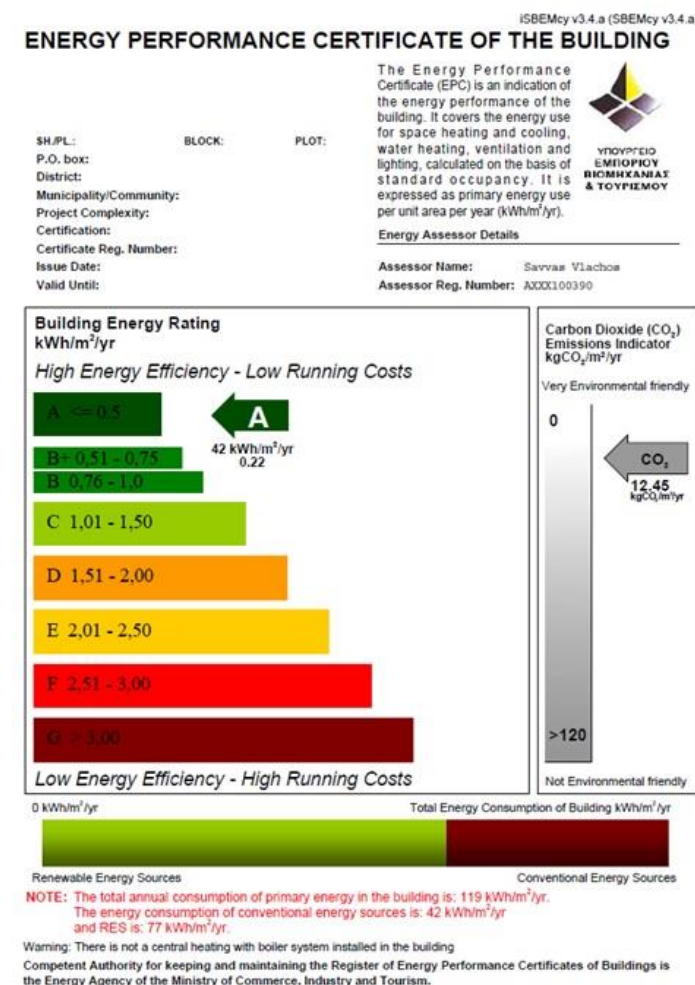 iSBEMcy v3.4.a (SBEMcy v3.4.a
ENERGY PERFORMANCE CERTIFICATE OF THE BUILDING
The Energy Performance
Certificate (EPC) is an indication
of the energy performance of the
building. It covers the energy use
for space heating and cooling,
water heating, ventilation and
lighting, calculated on the basis of
standard occupancy. It is
expressed as primary energy use
per unit area per year (kWh/m²/yr).
ΥΠΟΥΡΓΕΙΟ
ΕΜΠΟΡΙΟΥ
ΒΙΟΜΗΧΑΝΙΑΣ
& ΤΟΥΡΙΣΜΟΥ
SH./PL.: BLOCK: PLOT:
P.O. box:
District:
Municipality/Community:
Project Complexity:
Certification:
Certificate Reg. Number:
Issue Date:
Valid Until:
Energy Assessor Details
Assessor Name: Savvas Vlachos
Assessor Reg. Number: AXXX100390
Building Energy Rating
kWh/m²/yr
High Energy Efficiency - Low Running Costs
A <= 0.5
A
42 kWh/m²/yr
0.22
B+ 0,51 - 0,75
B 0,76 - 1,0
C 1,01 - 1,50
D 1,51 - 2,00
E 2,01 - 2,50
F 2,51 - 3,00
G > 3,00
Low Energy Efficiency - High Running Costs
Carbon Dioxide (CO₂)
Emissions Indicator
kgCO₂/m²/yr
Very Environmental friendly
0
CO₂
12.45
kgCO₂/m²/yr
>120
Not Environmental friendly
0 kWh/m²/yr Total Energy Consumption of Building kWh/m²/yr
Renewable Energy Sources Conventional Energy Sources
NOTE: The total annual consumption of primary energy in the building is: 119 kWh/m²/yr.
The energy consumption of conventional energy sources is: 42 kWh/m²/yr
and RES is: 77 kWh/m²/yr.
Warning: There is not a central heating with boiler system installed in the building
Competent Authority for keeping and maintaining the Register of Energy Performance Certificates of Buildings is
the Energy Agency of the Ministry of Commerce, Industry and Tourism.